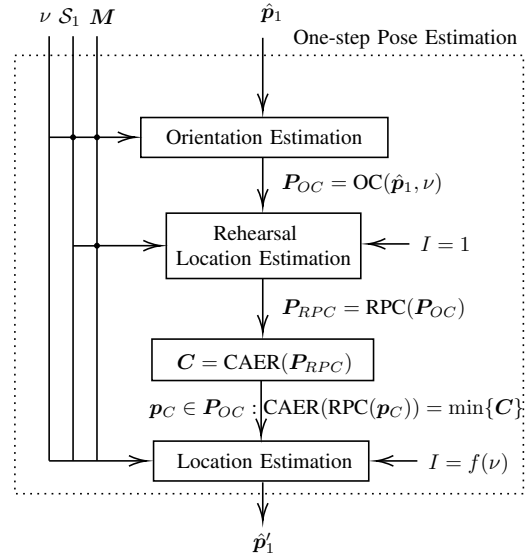 ν 𝒮₁ M p̂₁
One-step Pose Estimation
Orientation Estimation
P_OC = OC(p̂₁, ν)
Rehearsal
Location Estimation
I = 1
P_RPC = RPC(P_OC)
C = CAER(P_RPC)
p_C ∈ P_OC : CAER(RPC(p_C)) = min{C}
Location Estimation
I = f(ν)
p̂′₁